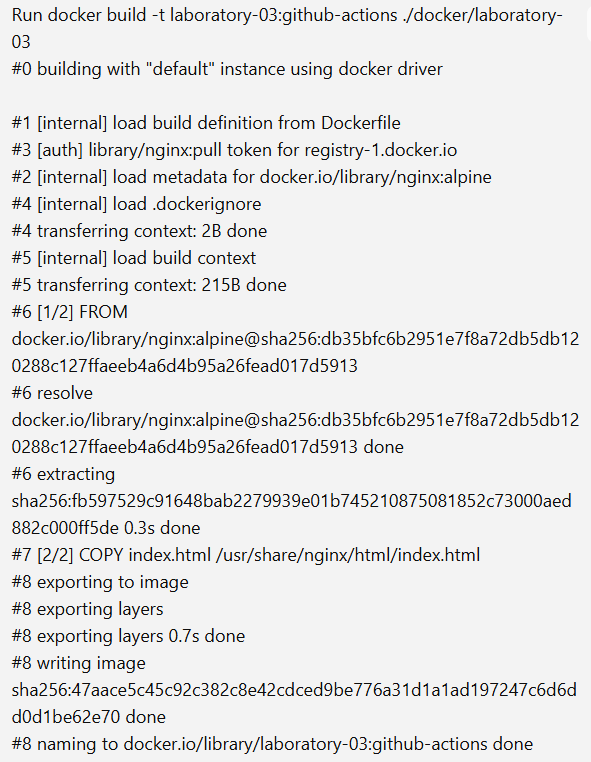 Run docker build -t laboratory-03:github-actions ./docker/laboratory-
03
#0 building with "default" instance using docker driver
#1 [internal] load build definition from Dockerfile
#3 [auth] library/nginx:pull token for registry-1.docker.io
#2 [internal] load metadata for docker.io/library/nginx:alpine
#4 [internal] load .dockerignore
#4 transferring context: 2B done
#5 [internal] load build context
#5 transferring context: 215B done
#6 [1/2] FROM
docker.io/library/nginx:alpine@sha256:db35bfc6b2951e7f8a72db5db12
0288c127ffaeeb4a6d4b95a26fead017d5913
#6 resolve
docker.io/library/nginx:alpine@sha256:db35bfc6b2951e7f8a72db5db12
0288c127ffaeeb4a6d4b95a26fead017d5913 done
#6 extracting
sha256:fb597529c91648bab2279939e01b745210875081852c73000aed
882c000ff5de 0.3s done
#7 [2/2] COPY index.html /usr/share/nginx/html/index.html
#8 exporting to image
#8 exporting layers
#8 exporting layers 0.7s done
#8 writing image
sha256:47aace5c45c92c382c8e42cdced9be776a31d1a1ad197247c6d6d
d0d1be62e70 done
#8 naming to docker.io/library/laboratory-03:github-actions done